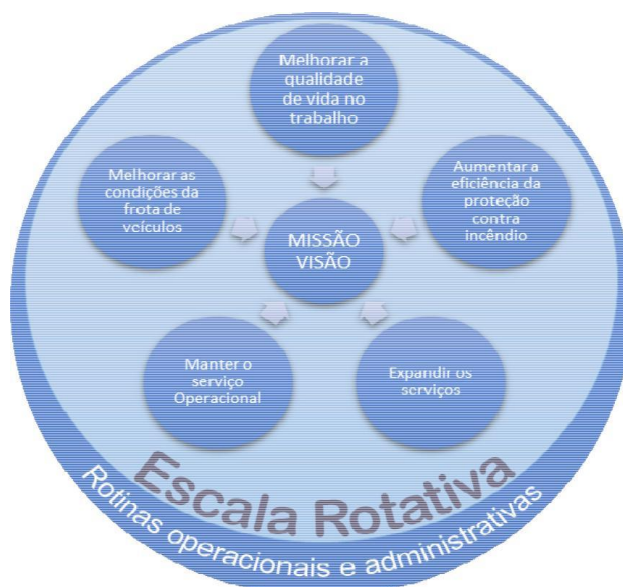 Melhorar a
qualidade
de vida no
trabalho
Melhorar as
condições da
frota de
veículos
Aumentar a
eficiência da
proteção
contra
incêndio
MISSÃO
VISÃO
Manter o
serviço
Operacional
Expandir os
serviços
Escala Rotativa
Rotinas operacionais e administrativas